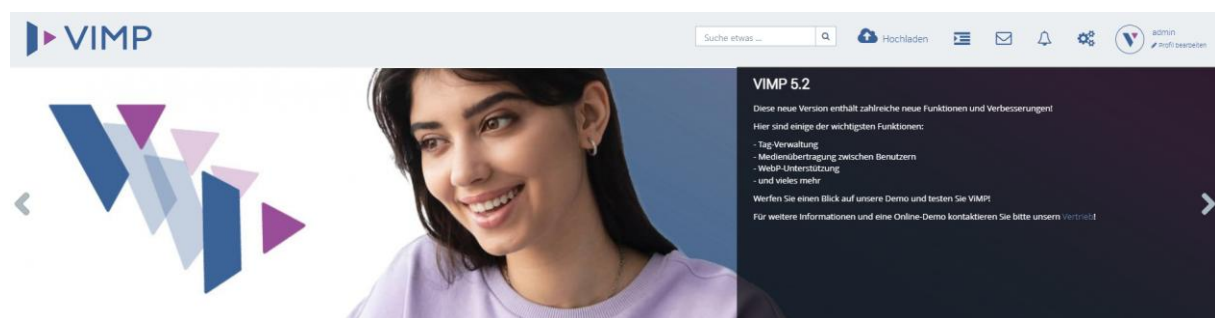 VIMP
Suche etwas ...
Hochladen
admin
Profil bearbeiten
VIMP 5.2
Diese neue Version enthält zahlreiche neue Funktionen und Verbesserungen!
Hier sind einige der wichtigsten Funktionen:
- Tag-Verwaltung
- Medienübertragung zwischen Benutzern
- WebP-Unterstützung
- und vieles mehr
Werfen Sie einen Blick auf unsere Demo und testen Sie VIMP!
Für weitere Informationen und eine Online-Demo kontaktieren Sie bitte unsern Vertrieb!